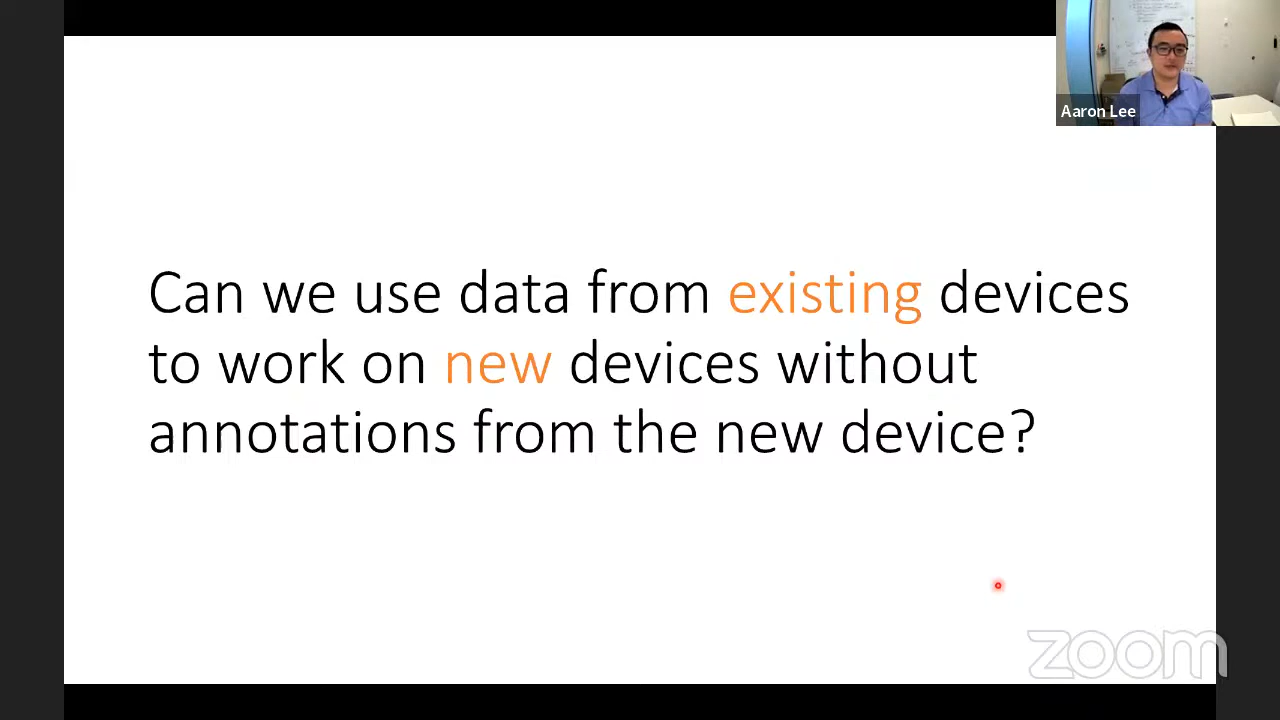 Aaron Lee
Can we use data from existing devices
to work on new devices without
annotations from the new device?
zoom